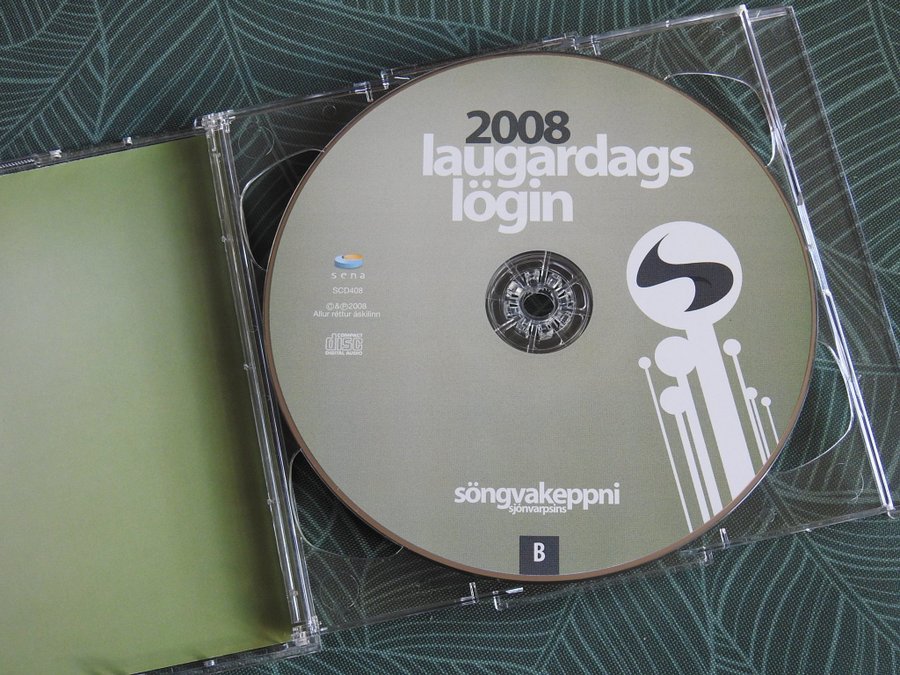 2008
laugardags
lögin
sena
SCD408
©&℗2008
Allur réttur áskilinn
COMPACT
disc
DIGITAL AUDIO
söngvakeppni
sjónvarpsins
B